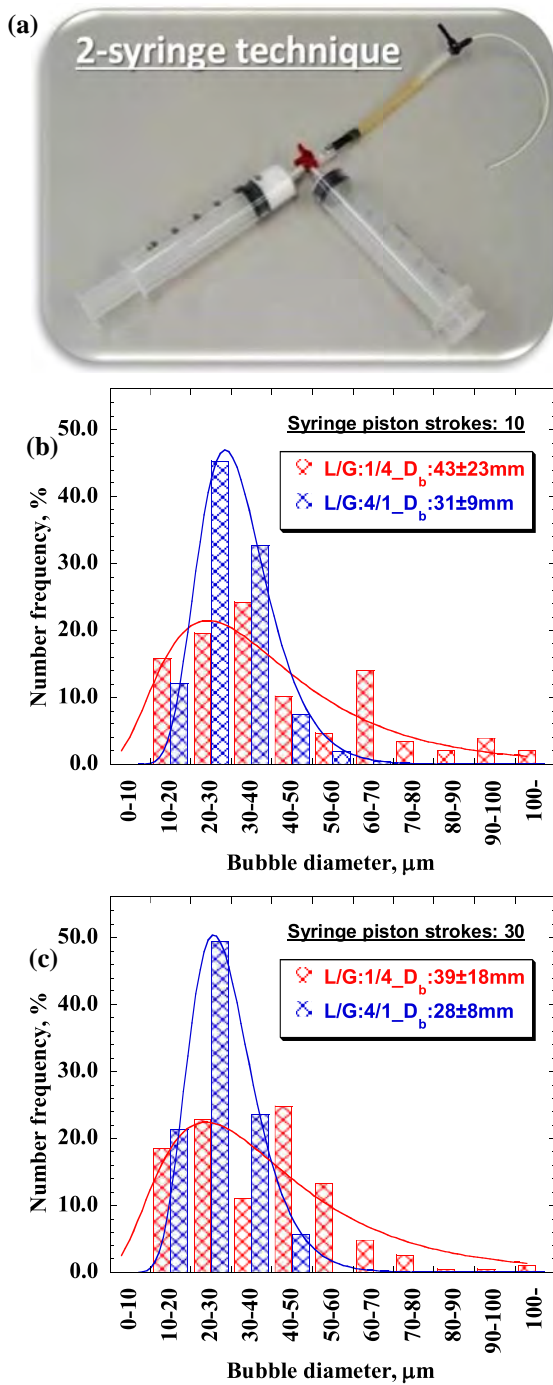 (a)
2-syringe technique
(b)
Syringe piston strokes: 10
L/G:1/4_D_b:43±23mm
L/G:4/1_D_b:31±9mm
Number frequency, %
50.0
40.0
30.0
20.0
10.0
0.0
0-10
10-20
20-30
30-40
40-50
50-60
60-70
70-80
80-90
90-100
100-
Bubble diameter, μm
(c)
Syringe piston strokes: 30
L/G:1/4_D_b:39±18mm
L/G:4/1_D_b:28±8mm
Number frequency, %
50.0
40.0
30.0
20.0
10.0
0.0
0-10
10-20
20-30
30-40
40-50
50-60
60-70
70-80
80-90
90-100
100-
Bubble diameter, μm